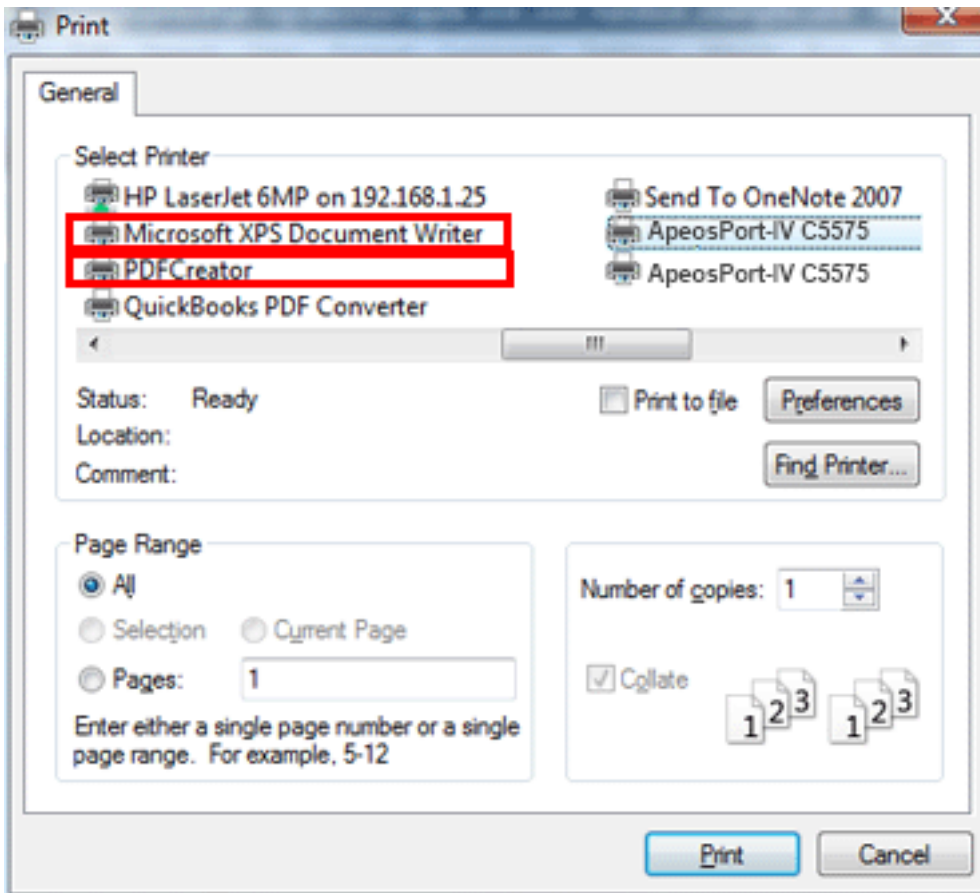 Print
X
General
Select Printer
HP LaserJet 6MP on 192.168.1.25
Microsoft XPS Document Writer
PDFCreator
QuickBooks PDF Converter
Send To OneNote 2007
ApeosPort-IV C5575
ApeosPort-IV C5575
Status: Ready
Location:
Comment:
Print to file
Preferences
Find Printer...
Page Range
All
Selection
Current Page
Pages: 1
Enter either a single page number or a single
page range. For example, 5-12
Number of copies: 1
Collate
1 2 3 1 2 3
Print
Cancel